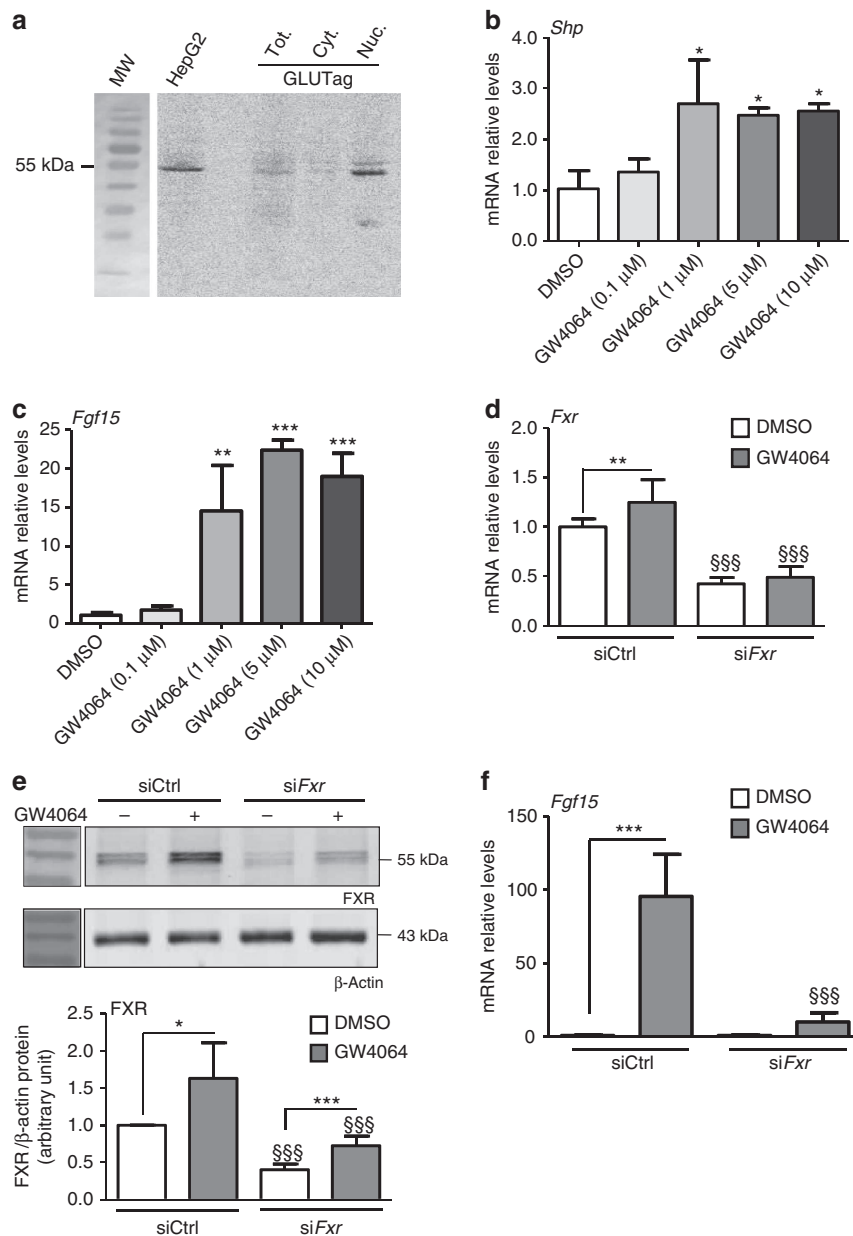 a
MW
HepG2
Tot.
Cyt.
Nuc.
GLUTag
55 kDa
b
Shp
mRNA relative levels
4.0
3.0
2.0
1.0
0.0
*
*
*
DMSO
GW4064 (0.1 µM)
GW4064 (1 µM)
GW4064 (5 µM)
GW4064 (10 µM)
c
Fgf15
mRNA relative levels
25
20
15
10
5
0
**
***
***
DMSO
GW4064 (0.1 µM)
GW4064 (1 µM)
GW4064 (5 µM)
GW4064 (10 µM)
d
Fxr
DMSO
GW4064
mRNA relative levels
2.0
1.5
1.0
0.5
0.0
**
§§§
§§§
siCtrl
siFxr
e
siCtrl
siFxr
GW4064
–
+
–
+
55 kDa
FXR
43 kDa
β-Actin
FXR
DMSO
GW4064
FXR/β-actin protein
(arbitrary unit)
2.5
2.0
1.5
1.0
0.5
0.0
*
***
§§§
§§§
siCtrl
siFxr
f
Fgf15
DMSO
GW4064
mRNA relative levels
150
100
50
0
***
§§§
siCtrl
siFxr